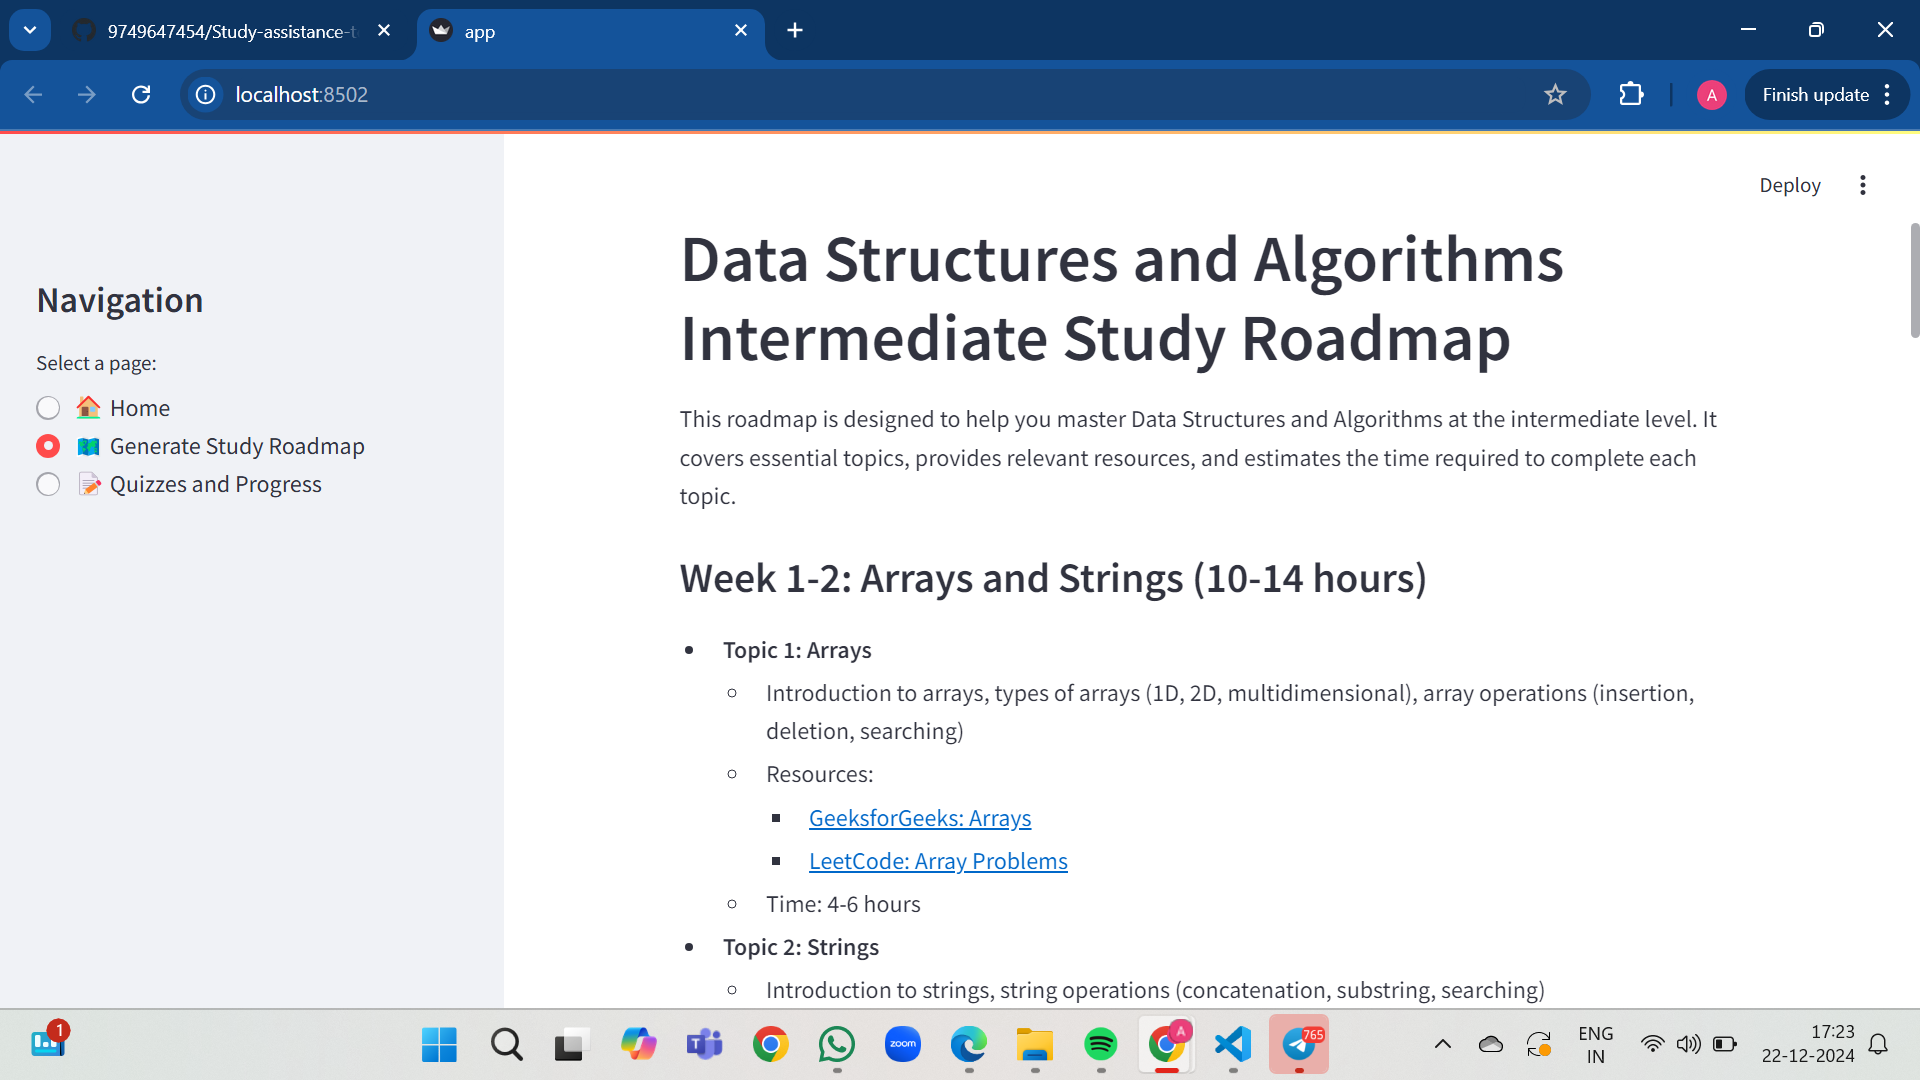 9749647454/Study-assistance-t
app
localhost:8502
A
Finish update
Deploy
Navigation
Select a page:
Home
Generate Study Roadmap
Quizzes and Progress
Data Structures and Algorithms
Intermediate Study Roadmap
This roadmap is designed to help you master Data Structures and Algorithms at the intermediate level. It
covers essential topics, provides relevant resources, and estimates the time required to complete each
topic.
Week 1-2: Arrays and Strings (10-14 hours)
Topic 1: Arrays
Introduction to arrays, types of arrays (1D, 2D, multidimensional), array operations (insertion,
deletion, searching)
Resources:
GeeksforGeeks: Arrays
LeetCode: Array Problems
Time: 4-6 hours
Topic 2: Strings
Introduction to strings, string operations (concatenation, substring, searching)
1
T
zoom
A
765
ENG
IN
17:23
22-12-2024